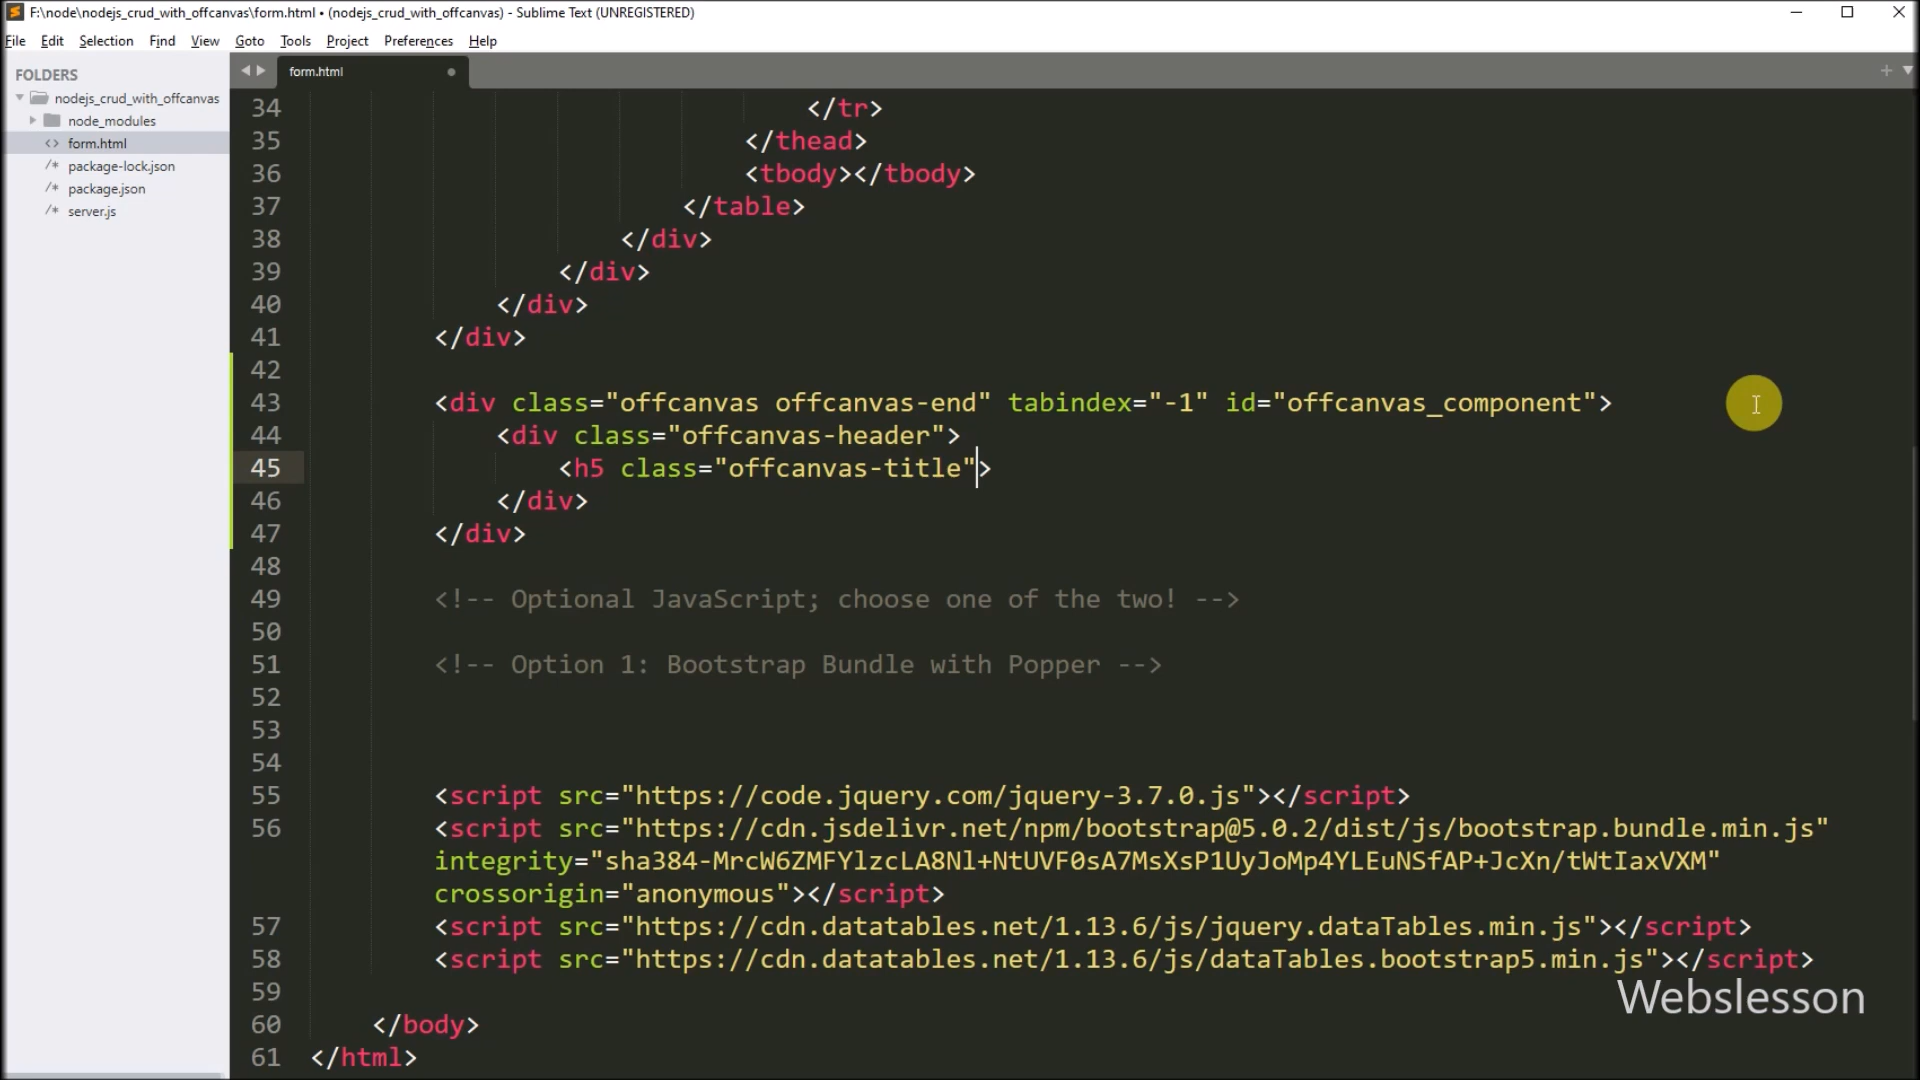 F:\node\nodejs_crud_with_offcanvas\form.html • (nodejs_crud_with_offcanvas) - Sublime Text (UNREGISTERED)
File Edit Selection Find View Goto Tools Project Preferences Help
FOLDERS
nodejs_crud_with_offcanvas
node_modules
<> form.html
/* package-lock.json
/* package.json
/* server.js
form.html
34 </tr>
35 </thead>
36 <tbody></tbody>
37 </table>
38 </div>
39 </div>
40 </div>
41 </div>
42
43 <div class="offcanvas offcanvas-end" tabindex="-1" id="offcanvas_component">
44 <div class="offcanvas-header">
45 <h5 class="offcanvas-title">
46 </div>
47 </div>
48
49 <!-- Optional JavaScript; choose one of the two! -->
50
51 <!-- Option 1: Bootstrap Bundle with Popper -->
52
53
54
55 <script src="https://code.jquery.com/jquery-3.7.0.js"></script>
56 <script src="https://cdn.jsdelivr.net/npm/bootstrap@5.0.2/dist/js/bootstrap.bundle.min.js"
integrity="sha384-MrcW6ZMFYlzcLA8Nl+NtUVF0sA7MsXsP1UyJoMp4YLEuNSfAP+JcXn/tWtIaxVXM"
crossorigin="anonymous"></script>
57 <script src="https://cdn.datatables.net/1.13.6/js/jquery.dataTables.min.js"></script>
58 <script src="https://cdn.datatables.net/1.13.6/js/dataTables.bootstrap5.min.js"></script>
59
60 </body>
61 </html>
Webslesson